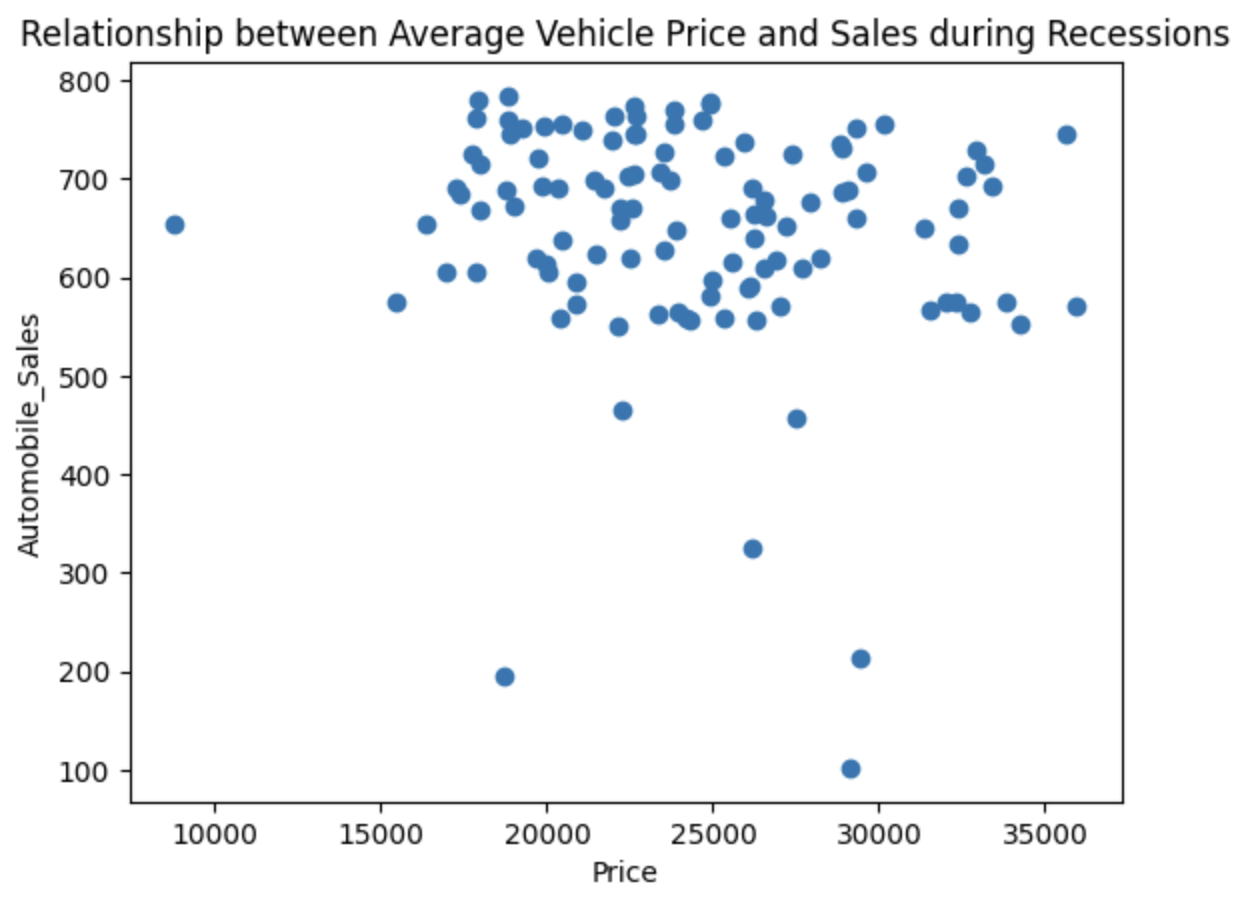 Relationship between Average Vehicle Price and Sales during Recessions
800
700
600
500
400
300
200
100
Automobile_Sales
10000 15000 20000 25000 30000 35000
Price